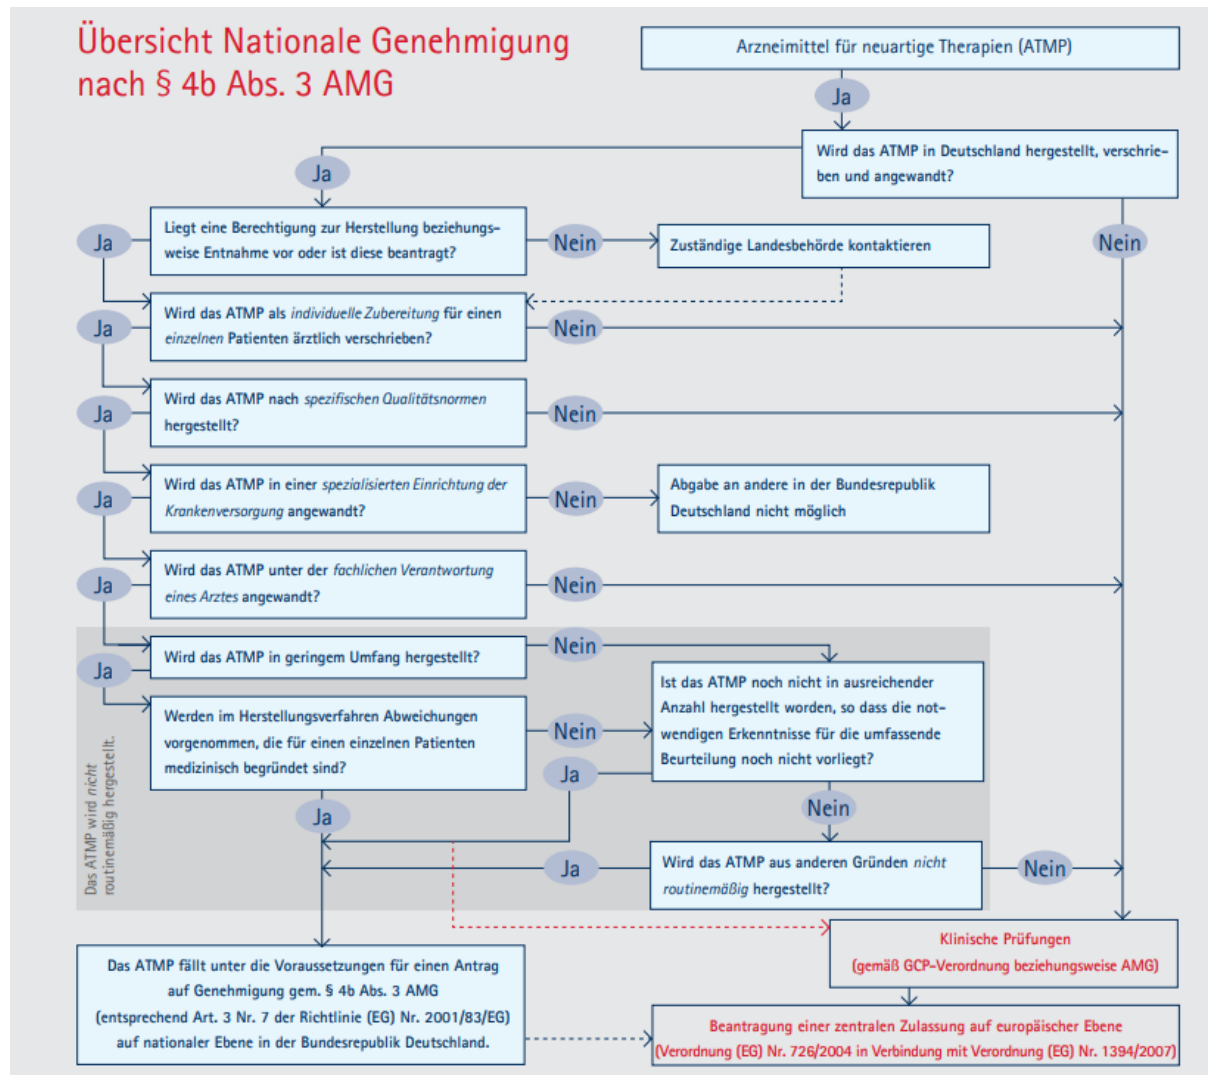 Übersicht Nationale Genehmigung
nach § 4b Abs. 3 AMG
Arzneimittel für neuartige Therapien (ATMP)
Ja
Wird das ATMP in Deutschland hergestellt, verschrie-
ben und angewandt?
Ja
Nein
Liegt eine Berechtigung zur Herstellung beziehungs-
weise Entnahme vor oder ist diese beantragt?
Ja
Nein
Zuständige Landesbehörde kontaktieren
Wird das ATMP als individuelle Zubereitung für einen
einzelnen Patienten ärztlich verschrieben?
Ja
Nein
Wird das ATMP nach spezifischen Qualitätsnormen
hergestellt?
Ja
Nein
Wird das ATMP in einer spezialisierten Einrichtung der
Krankenversorgung angewandt?
Ja
Nein
Abgabe an andere in der Bundesrepublik
Deutschland nicht möglich
Wird das ATMP unter der fachlichen Verantwortung
eines Arztes angewandt?
Ja
Nein
Wird das ATMP in geringem Umfang hergestellt?
Ja
Nein
Ist das ATMP noch nicht in ausreichender
Anzahl hergestellt worden, so dass die not-
wendigen Erkenntnisse für die umfassende
Beurteilung noch nicht vorliegt?
Werden im Herstellungsverfahren Abweichungen
vorgenommen, die für einen einzelnen Patienten
medizinisch begründet sind?
Nein
Ja
Ja
Nein
Wird das ATMP aus anderen Gründen nicht
routinemäßig hergestellt?
Ja
Nein
Das ATMP wird nicht
routinemäßig hergestellt.
Klinische Prüfungen
(gemäß GCP-Verordnung beziehungsweise AMG)
Das ATMP fällt unter die Voraussetzungen für einen Antrag
auf Genehmigung gem. § 4b Abs. 3 AMG
(entsprechend Art. 3 Nr. 7 der Richtlinie (EG) Nr. 2001/83/EG)
auf nationaler Ebene in der Bundesrepublik Deutschland.
Beantragung einer zentralen Zulassung auf europäischer Ebene
(Verordnung (EG) Nr. 726/2004 in Verbindung mit Verordnung (EG) Nr. 1394/2007)